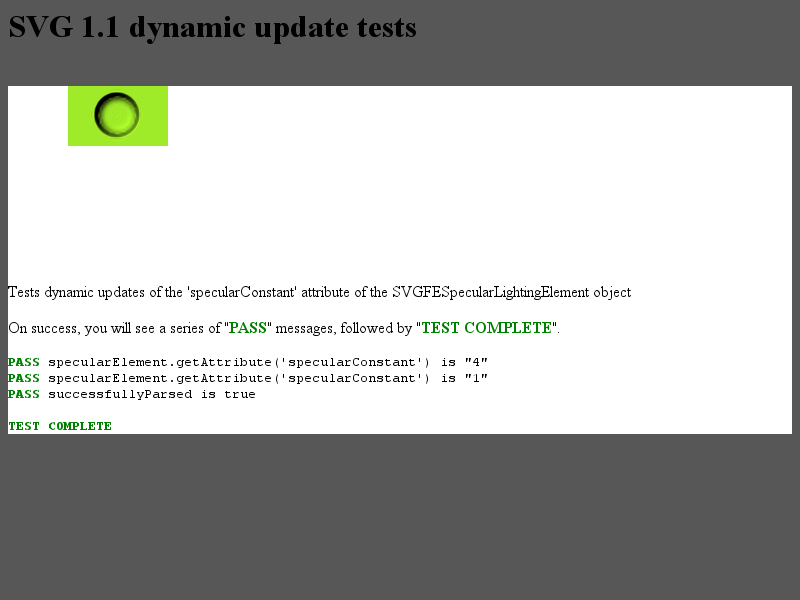 SVG 1.1 dynamic update tests
Tests dynamic updates of the 'specularConstant' attribute of the SVGFESpecularLightingElement object
On success, you will see a series of "PASS" messages, followed by "TEST COMPLETE".
PASS specularElement.getAttribute('specularConstant') is "4"
PASS specularElement.getAttribute('specularConstant') is "1"
PASS successfullyParsed is true
TEST COMPLETE